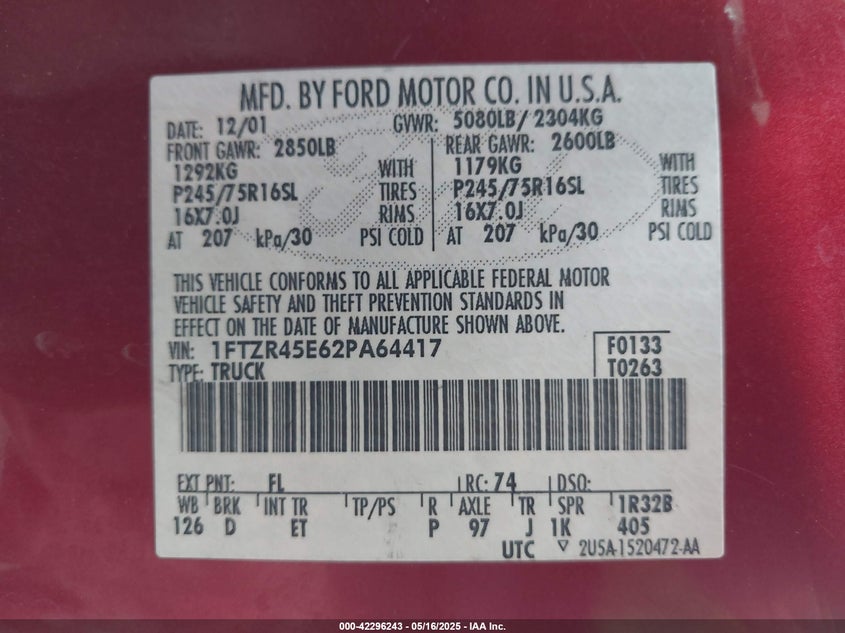 MFD. BY FORD MOTOR CO. IN U.S.A.
DATE: 12/01 GVWR: 5080LB/ 2304KG
FRONT GAWR: 2850LB REAR GAWR: 2600LB
1292KG WITH 1179KG WITH
P245/75R16SL TIRES P245/75R16SL TIRES
16X7.0J RIMS 16X7.0J RIMS
AT 207 kPa/30 PSI COLD AT 207 kPa/30 PSI COLD
THIS VEHICLE CONFORMS TO ALL APPLICABLE FEDERAL MOTOR
VEHICLE SAFETY AND THEFT PREVENTION STANDARDS IN
EFFECT ON THE DATE OF MANUFACTURE SHOWN ABOVE.
VIN: 1FTZR45E62PA64417 F0133
TYPE: TRUCK T0263
EXT PNT: FL RC: 74 DSO:
WB BRK INT TR TP/PS R AXLE TR SPR 1R32B
126 D ET P 97 J 1K 405
UTC ▽ 2U5A-1520472-AA
000-42296243 - 05/16/2025 - IAA Inc.